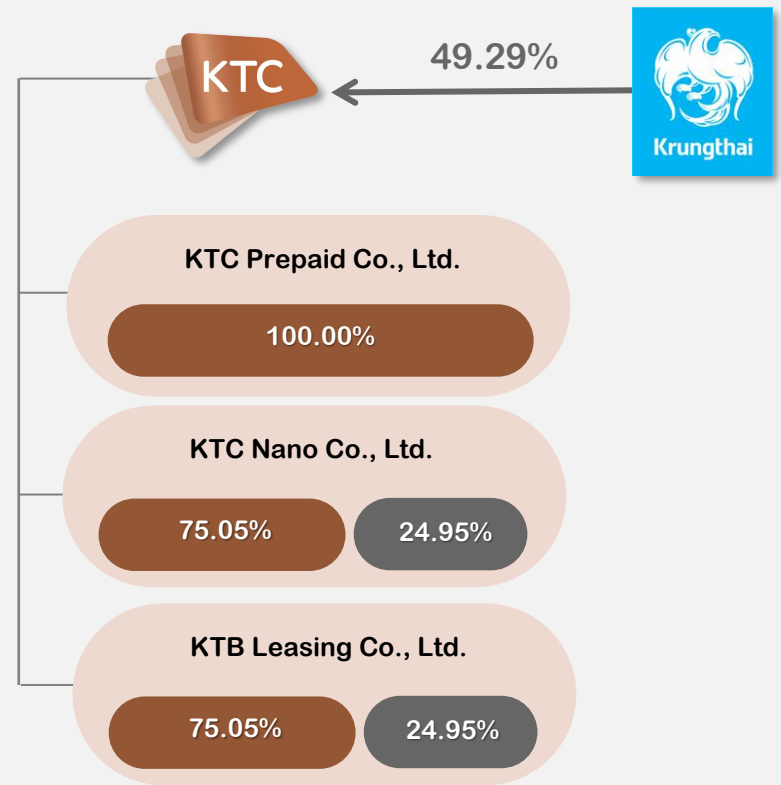 KTC
49.29%
Krungthai
KTC Prepaid Co., Ltd.
100.00%
KTC Nano Co., Ltd.
75.05%
24.95%
KTB Leasing Co., Ltd.
75.05%
24.95%